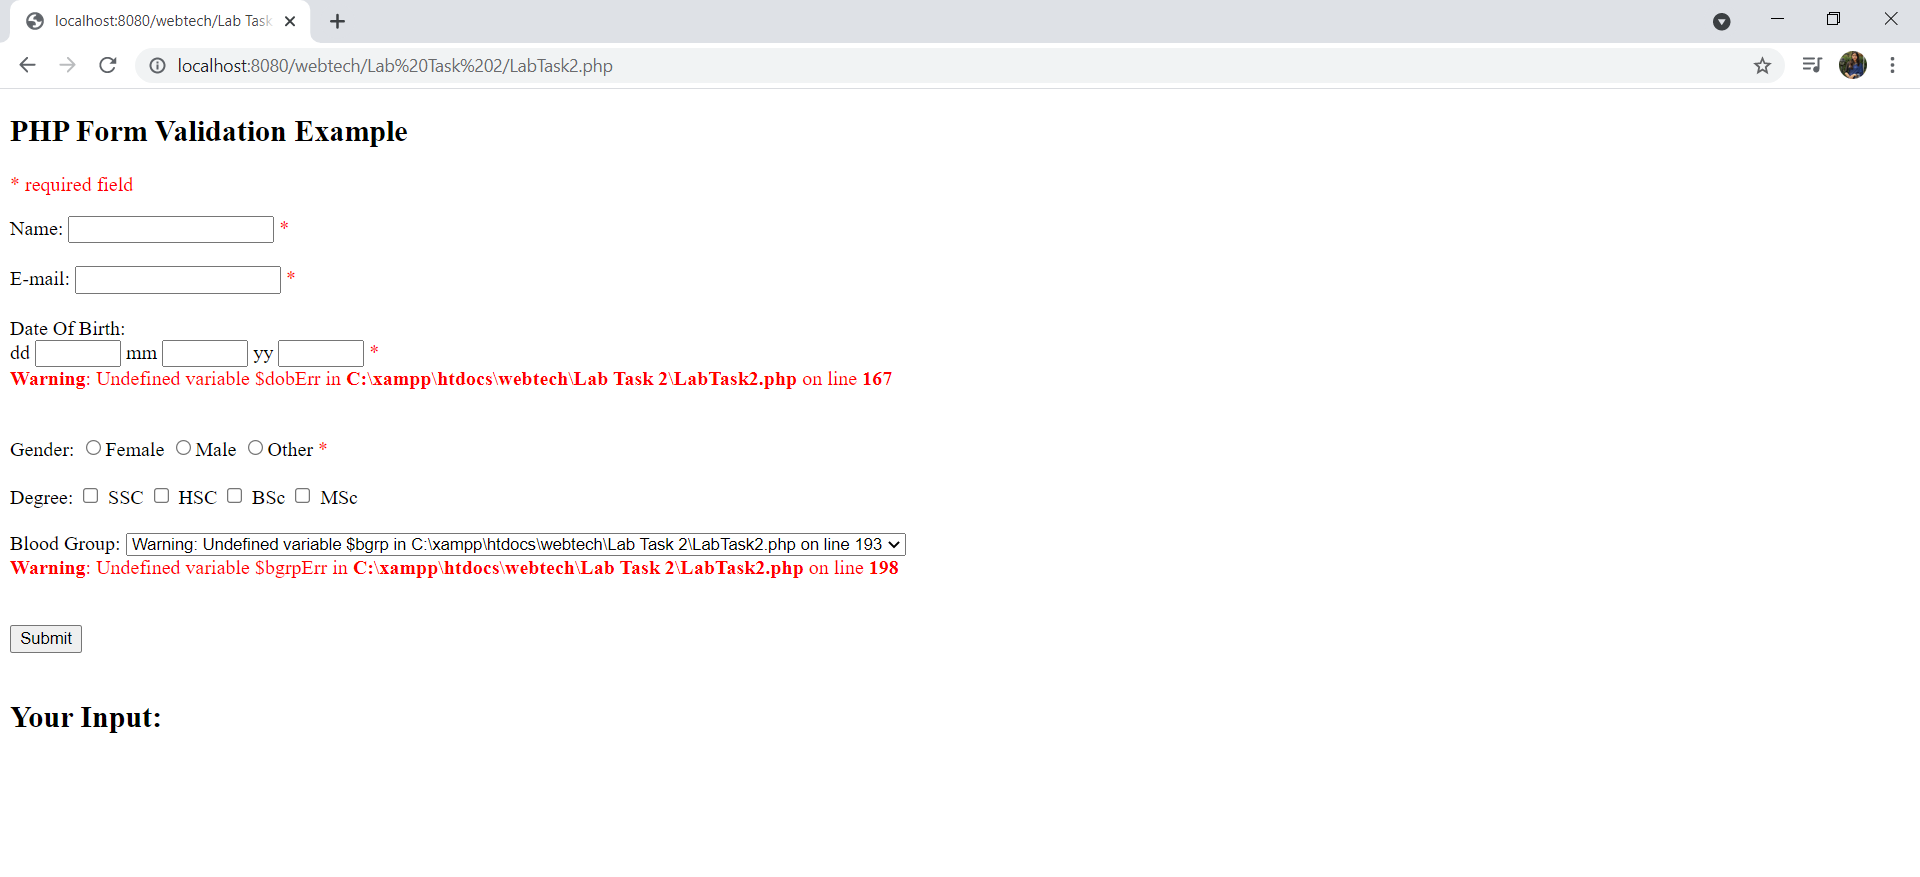 localhost:8080/webtech/Lab Task
localhost:8080/webtech/Lab%20Task%202/LabTask2.php
PHP Form Validation Example
* required field
Name: *
E-mail: *
Date Of Birth:
dd mm yy *
Warning: Undefined variable $dobErr in C:\xampp\htdocs\webtech\Lab Task 2\LabTask2.php on line 167
Gender: Female Male Other *
Degree: SSC HSC BSc MSc
Blood Group: Warning: Undefined variable $bgrp in C:\xampp\htdocs\webtech\Lab Task 2\LabTask2.php on line 193
Warning: Undefined variable $bgrpErr in C:\xampp\htdocs\webtech\Lab Task 2\LabTask2.php on line 198
Submit
Your Input: